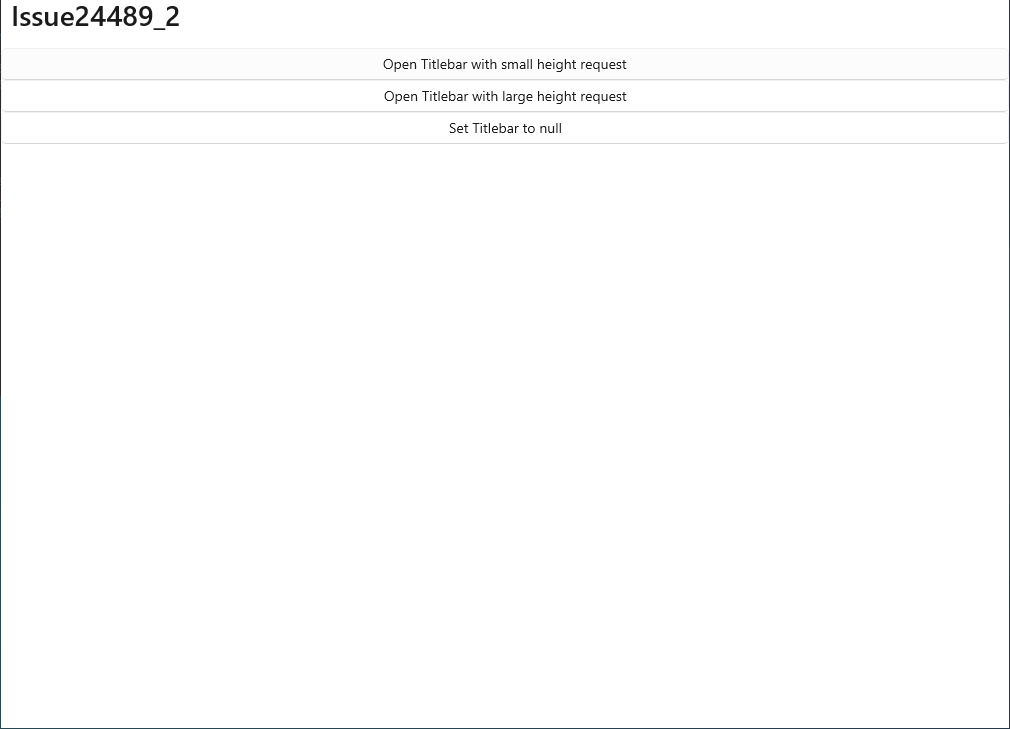 Issue24489_2
Open Titlebar with small height request
Open Titlebar with large height request
Set Titlebar to null